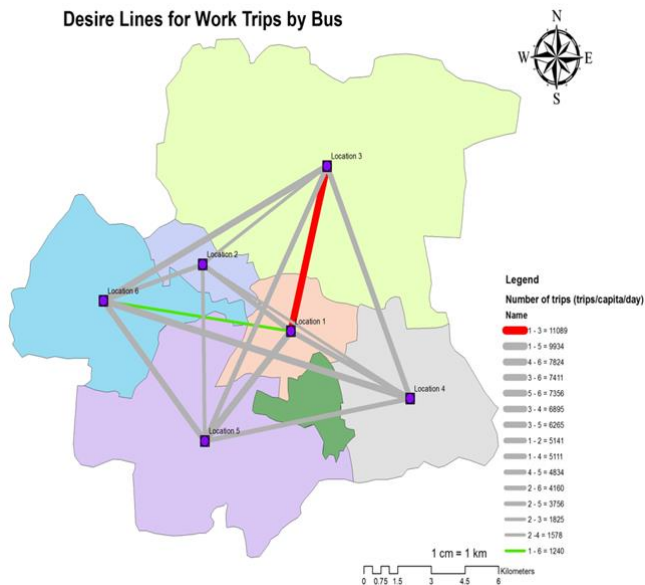 Desire Lines for Work Trips by Bus
N
W E
S
Location 3
Location 2
Location 6
Location 1
Location 4
Location 5
Legend
Number of trips (trips/capita/day)
Name
1 - 3 = 11089
1 - 5 = 9934
4 - 6 = 7824
3 - 6 = 7411
5 - 6 = 7356
3 - 4 = 6895
3 - 5 = 6265
1 - 2 = 5141
1 - 4 = 5111
4 - 5 = 4834
2 - 6 = 4160
2 - 5 = 3756
2 - 3 = 1825
2 -4 = 1578
1 - 6 = 1240
1 cm = 1 km
Kilometers
0 0.75 1.5 3 4.5 6